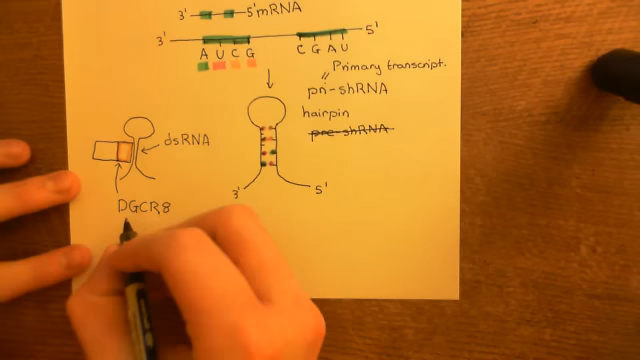 3' 5' mRNA
3' 5'
A U C G C G A U
Primary transcript.
pri-shRNA
hairpin
pre-shRNA
dsRNA
3' 5'
DGCR8